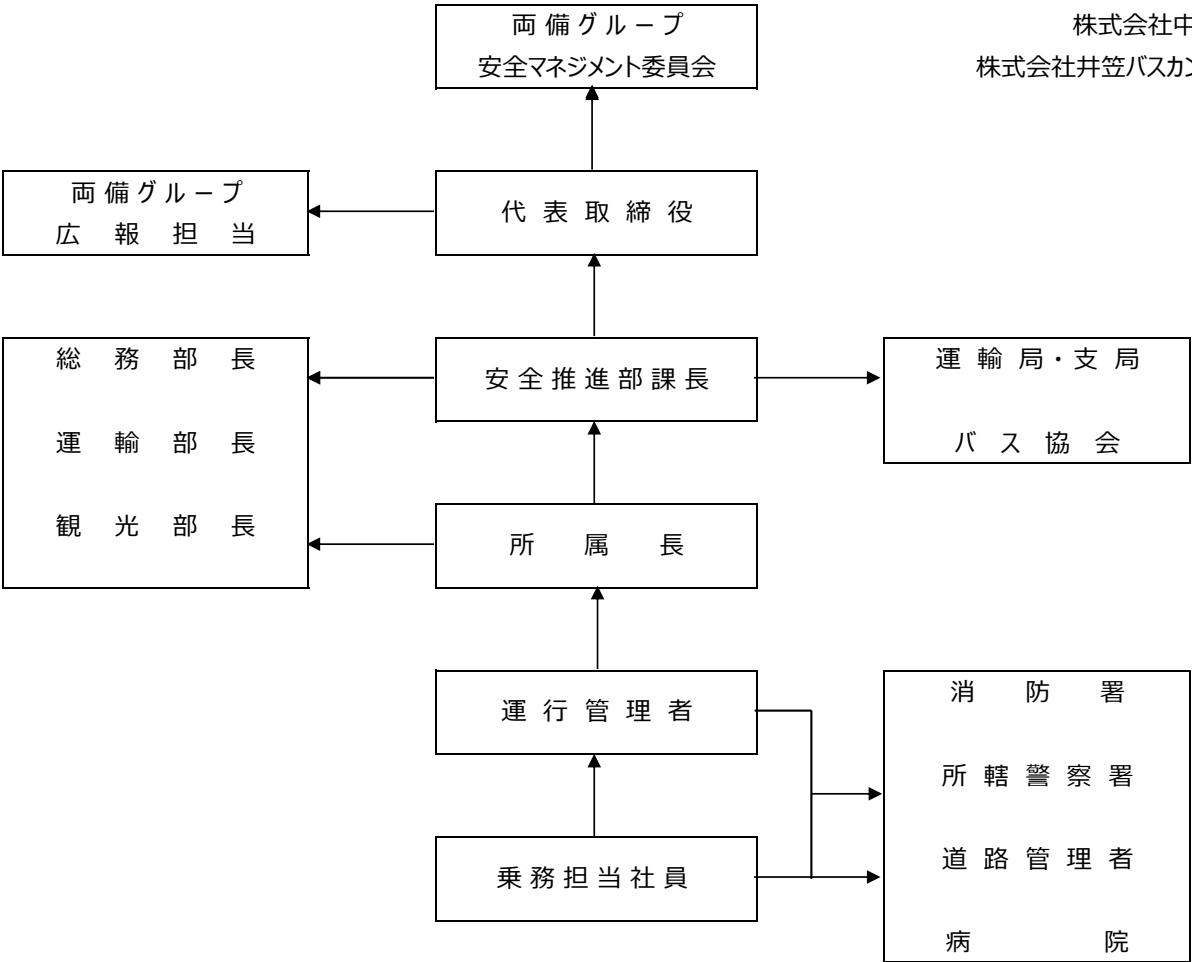 両備グループ
安全マネジメント委員会
株式会社中
株式会社井笠バスカン
両備グループ
広報担当
代表取締役
総務部長
運輸部長
観光部長
安全推進部課長
運輸局・支局
バス協会
所属長
運行管理者
消防署
所轄警察署
道路管理者
病院
乗務担当社員